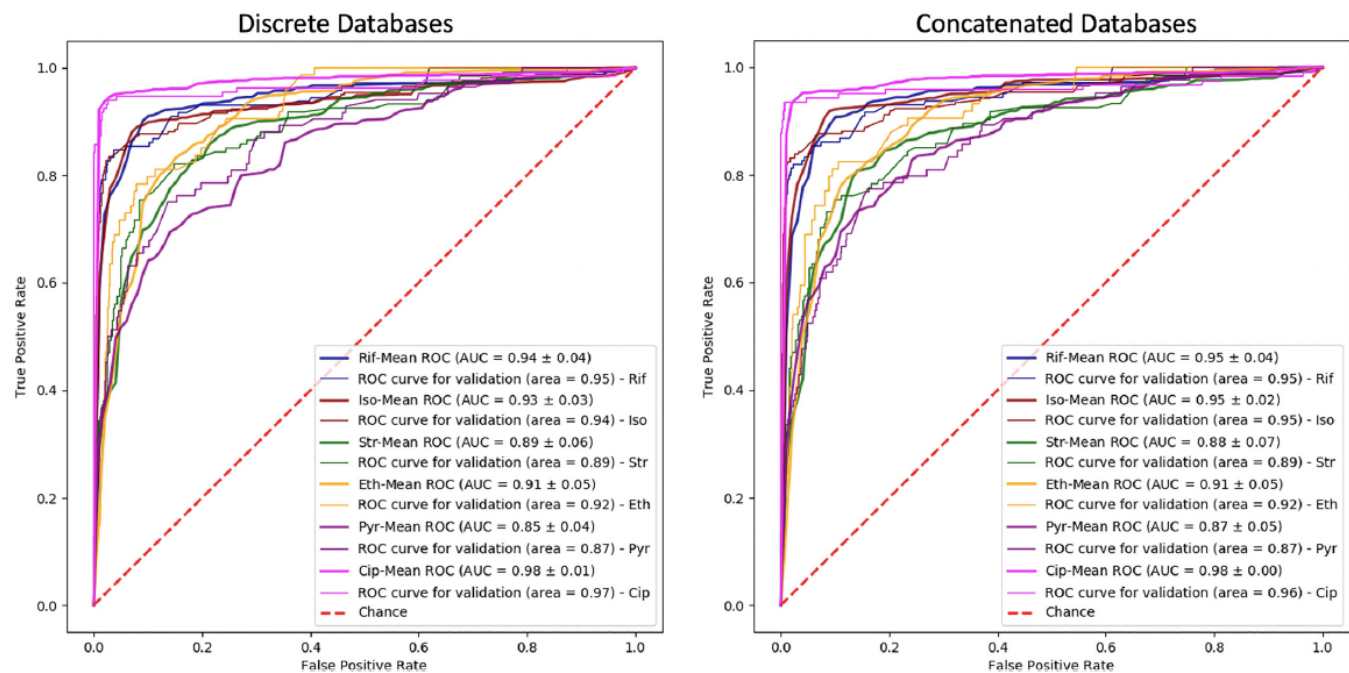 Discrete Databases
1.0
0.8
0.6
0.4
0.2
0.0
True Positive Rate
0.0
0.2
0.4
0.6
0.8
1.0
False Positive Rate
Rif-Mean ROC (AUC = 0.94 ± 0.04)
ROC curve for validation (area = 0.95) - Rif
Iso-Mean ROC (AUC = 0.93 ± 0.03)
ROC curve for validation (area = 0.94) - Iso
Str-Mean ROC (AUC = 0.89 ± 0.06)
ROC curve for validation (area = 0.89) - Str
Eth-Mean ROC (AUC = 0.91 ± 0.05)
ROC curve for validation (area = 0.92) - Eth
Pyr-Mean ROC (AUC = 0.85 ± 0.04)
ROC curve for validation (area = 0.87) - Pyr
Cip-Mean ROC (AUC = 0.98 ± 0.01)
ROC curve for validation (area = 0.97) - Cip
Chance
Concatenated Databases
1.0
0.8
0.6
0.4
0.2
0.0
True Positive Rate
0.0
0.2
0.4
0.6
0.8
1.0
False Positive Rate
Rif-Mean ROC (AUC = 0.95 ± 0.04)
ROC curve for validation (area = 0.95) - Rif
Iso-Mean ROC (AUC = 0.95 ± 0.02)
ROC curve for validation (area = 0.95) - Iso
Str-Mean ROC (AUC = 0.88 ± 0.07)
ROC curve for validation (area = 0.89) - Str
Eth-Mean ROC (AUC = 0.91 ± 0.05)
ROC curve for validation (area = 0.92) - Eth
Pyr-Mean ROC (AUC = 0.87 ± 0.05)
ROC curve for validation (area = 0.87) - Pyr
Cip-Mean ROC (AUC = 0.98 ± 0.00)
ROC curve for validation (area = 0.96) - Cip
Chance